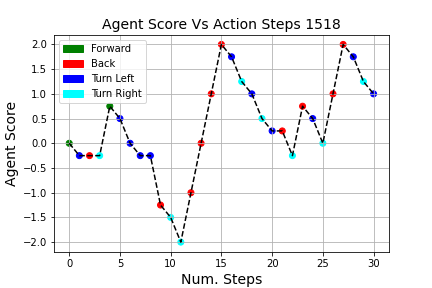 Agent Score Vs Action Steps 1518
Agent Score
2.0
1.5
1.0
0.5
0.0
−0.5
−1.0
−1.5
−2.0
Forward
Back
Turn Left
Turn Right
0 5 10 15 20 25 30
Num. Steps